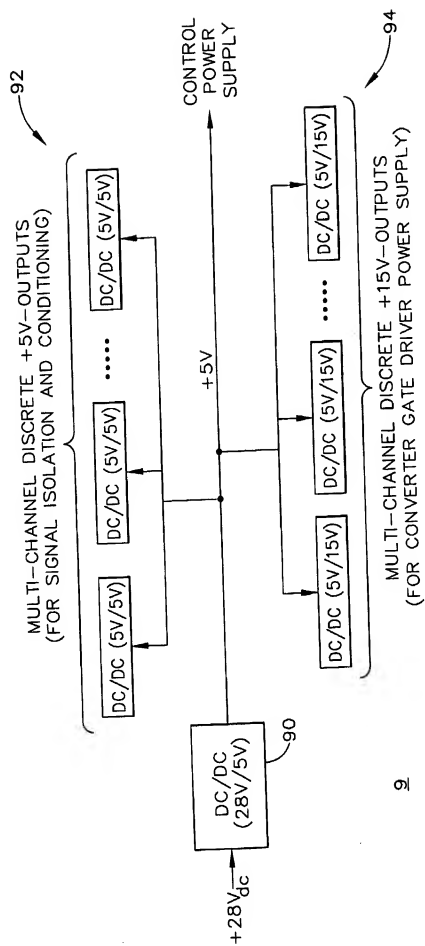 92
MULTI-CHANNEL DISCRETE +5V-OUTPUTS
(FOR SIGNAL ISOLATION AND CONDITIONING)
DC/DC (5V/5V)
DC/DC (5V/5V)
.....
DC/DC (5V/5V)
+28Vdc
DC/DC
(28V/5V)
90
+5V
CONTROL
POWER
SUPPLY
DC/DC (5V/15V)
DC/DC (5V/15V)
.....
DC/DC (5V/15V)
MULTI-CHANNEL DISCRETE +15V-OUTPUTS
(FOR CONVERTER GATE DRIVER POWER SUPPLY)
94
9